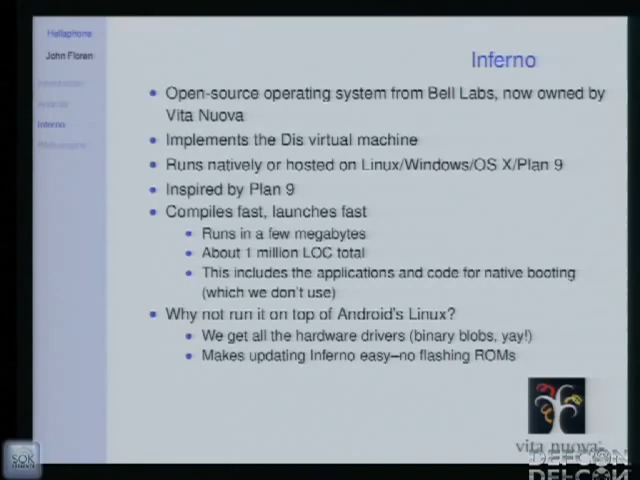 Hellaphone
John Floren
Inferno
Inferno
• Open-source operating system from Bell Labs, now owned by
Vita Nuova
• Implements the Dis virtual machine
• Runs natively or hosted on Linux/Windows/OS X/Plan 9
• Inspired by Plan 9
• Compiles fast, launches fast
• Runs in a few megabytes
• About 1 million LOC total
• This includes the applications and code for native booting
(which we don't use)
• Why not run it on top of Android's Linux?
• We get all the hardware drivers (binary blobs, yay!)
• Makes updating Inferno easy–no flashing ROMs
vita nuova
DEFCON
DEFCON
SOK